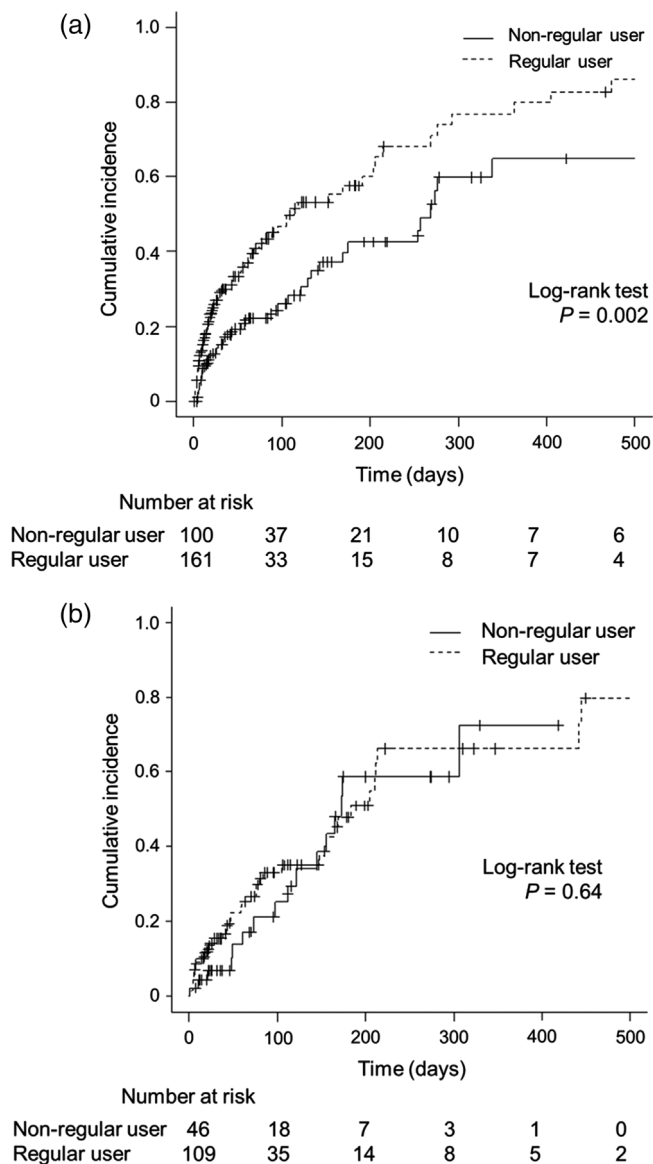 (a)
1.0
0.8
0.6
0.4
0.2
0
Cumulative incidence
Non-regular user
Regular user
Log-rank test
P = 0.002
0 100 200 300 400 500
Time (days)
Number at risk
Non-regular user 100 37 21 10 7 6
Regular user 161 33 15 8 7 4
(b)
1.0
0.8
0.6
0.4
0.2
0
Cumulative incidence
Non-regular user
Regular user
Log-rank test
P = 0.64
0 100 200 300 400 500
Time (days)
Number at risk
Non-regular user 46 18 7 3 1 0
Regular user 109 35 14 8 5 2